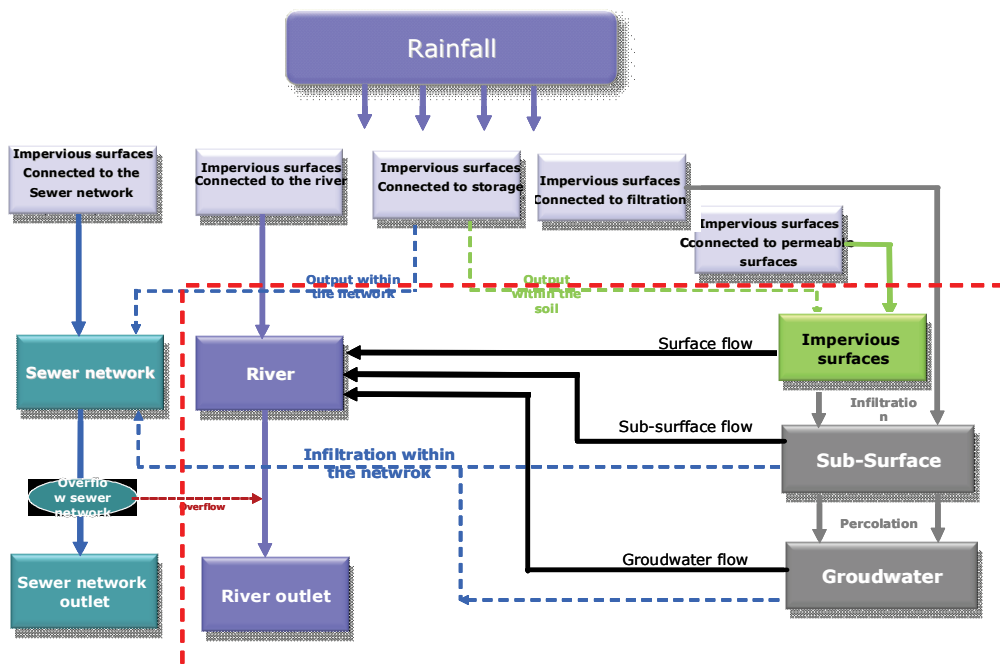 Rainfall
Impervious surfaces
Connected to the
Sewer network
Impervious surfaces
Connected to the river
Impervious surfaces
Connected to storage
Impervious surfaces
Connected to filtration
Impervious surfaces
Cconnected to permeable
surfaces
Output within
the network
Output
within the
soil
Sewer network
River
Impervious
surfaces
Surface flow
Infiltratio
n
Sub-surfface flow
Sub-Surface
Infiltration within
the netwrok
Overflo
w sewer
network
Overflow
Percolation
Groudwater flow
Groudwater
Sewer network
outlet
River outlet